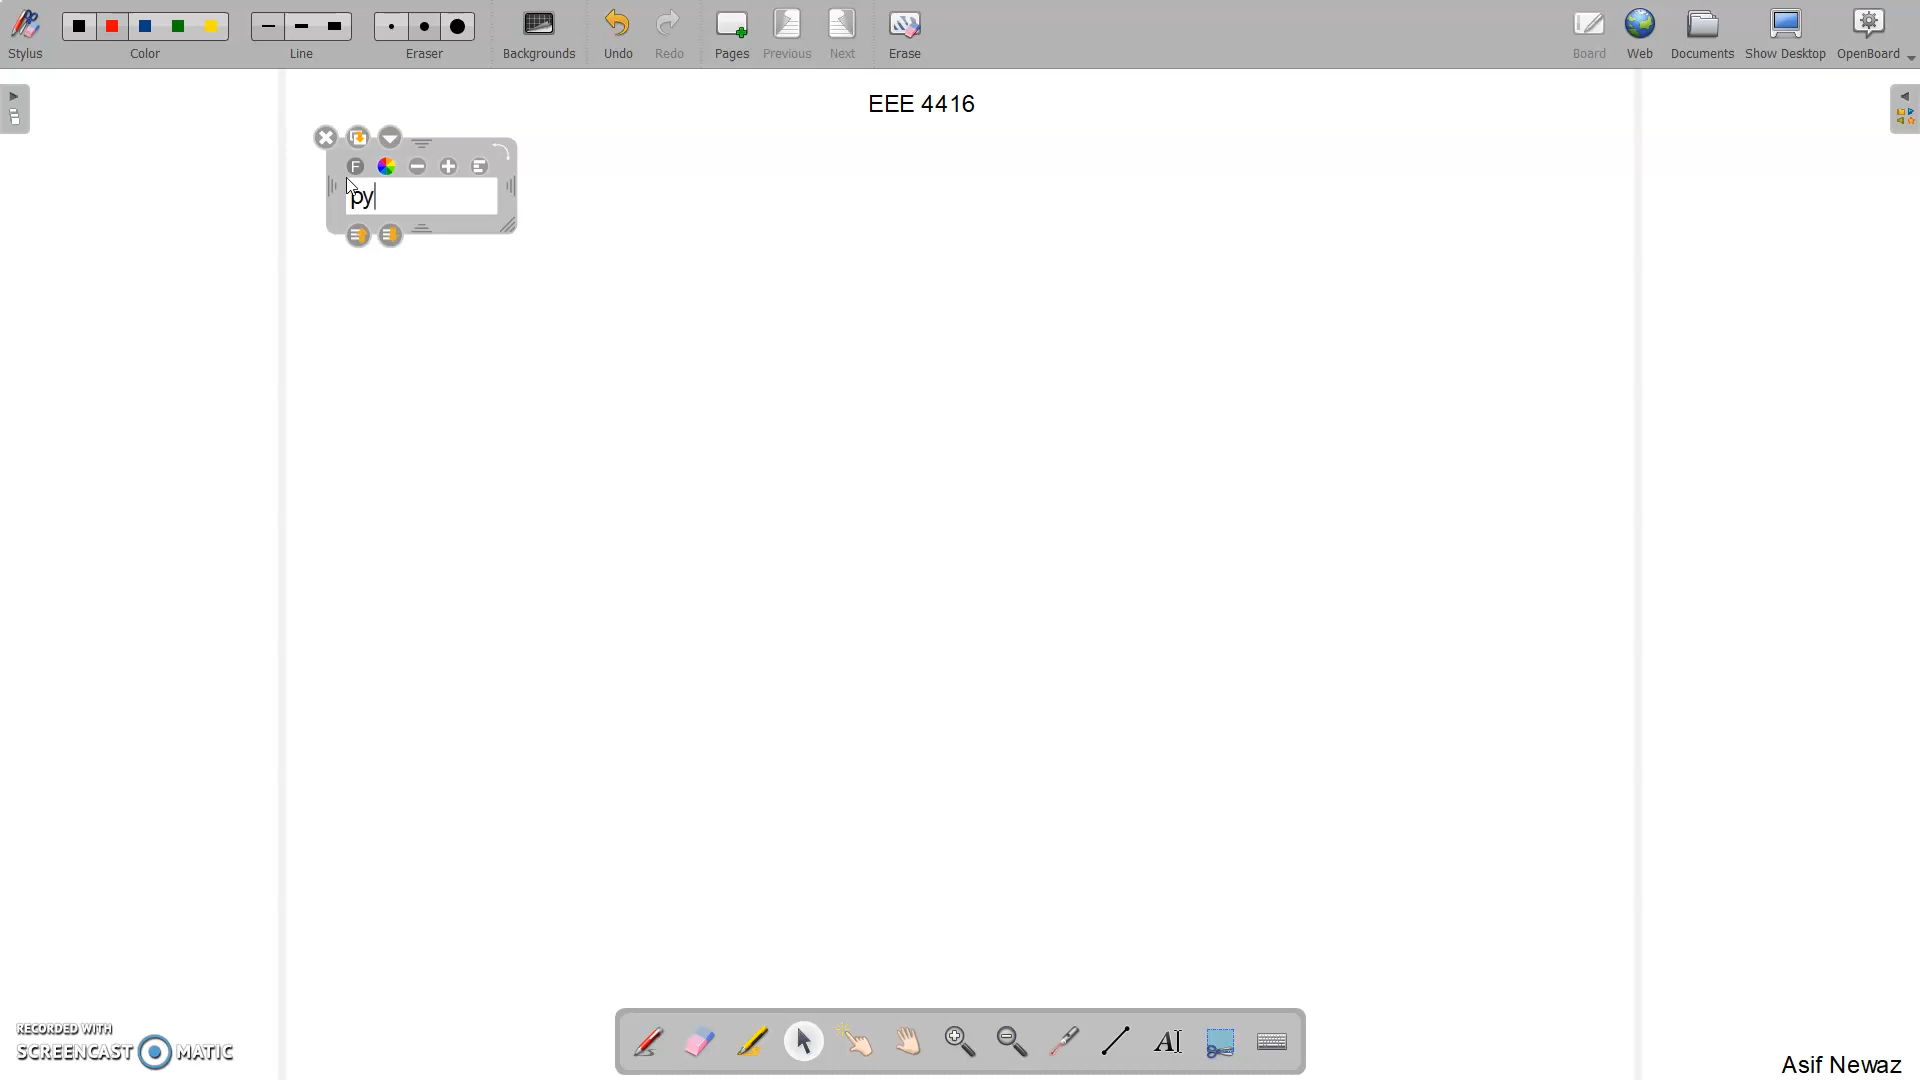 Stylus
Color
Line
Eraser
Backgrounds
Undo
Redo
Pages
Previous
Next
Erase
Board
Web
Documents
Show Desktop
OpenBoard
EEE 4416
F
py
A
RECORDED WITH
SCREENCAST MATIC
Asif Newaz